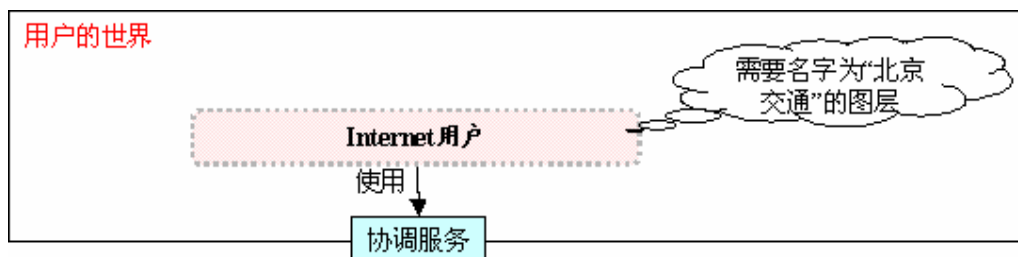 用户的世界
需要名字为“北京
交通”的图层
Internet用户
使用
协调服务